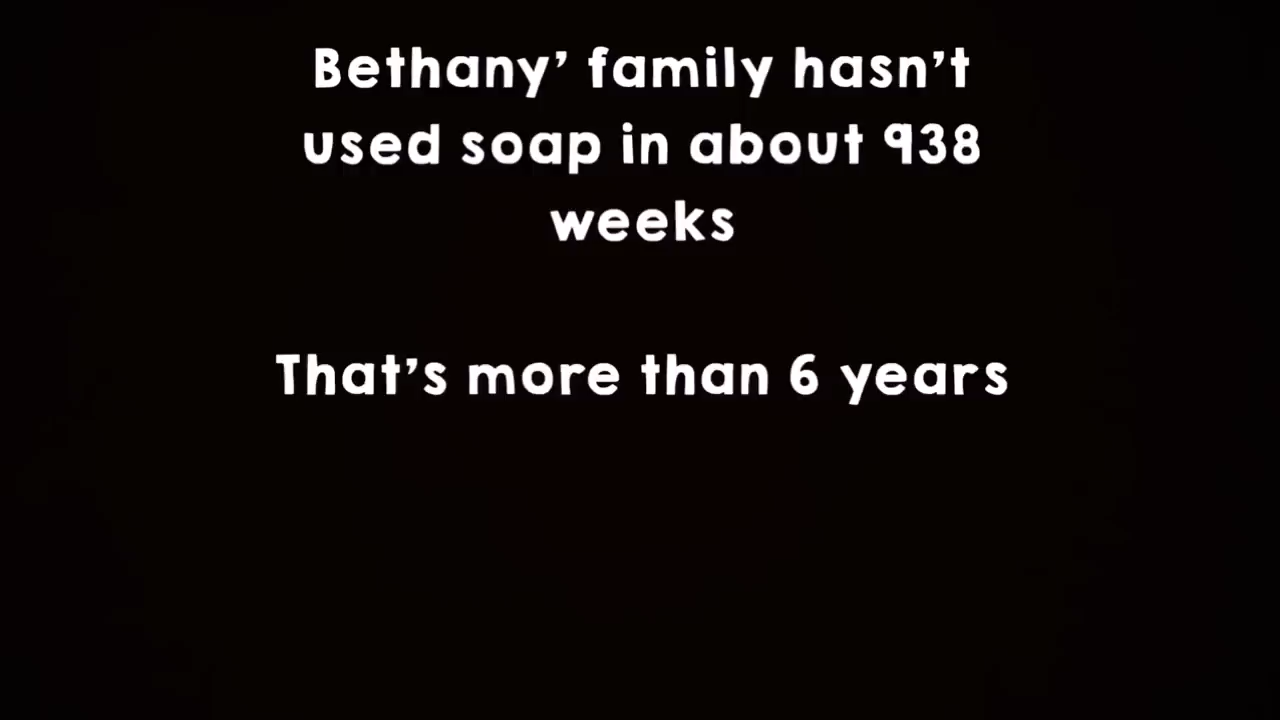 Bethany’ family hasn’t
used soap in about 938
weeks
That’s more than 6 years